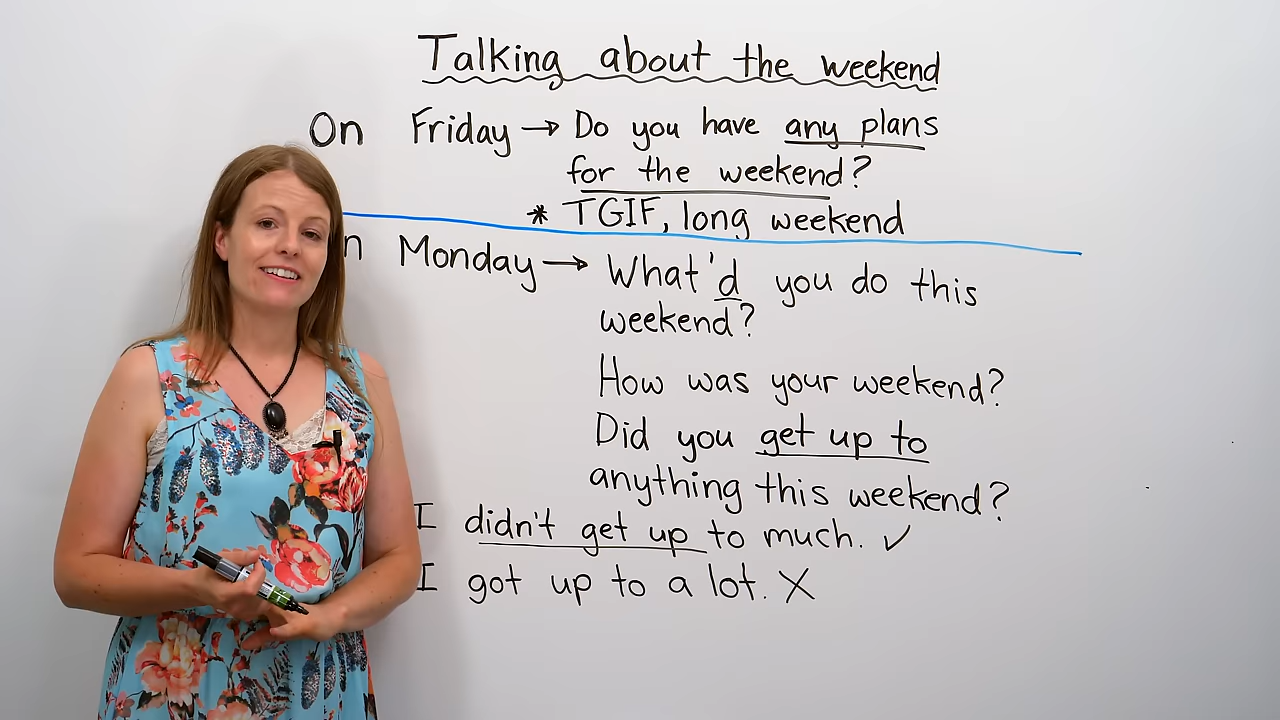 Talking about the weekend
On Friday → Do you have any plans
for the weekend?
* TGIF, long weekend
n Monday → What'd you do this
weekend?
How was your weekend?
Did you get up to
anything this weekend?
I didn't get up to much. ✓
I got up to a lot. X